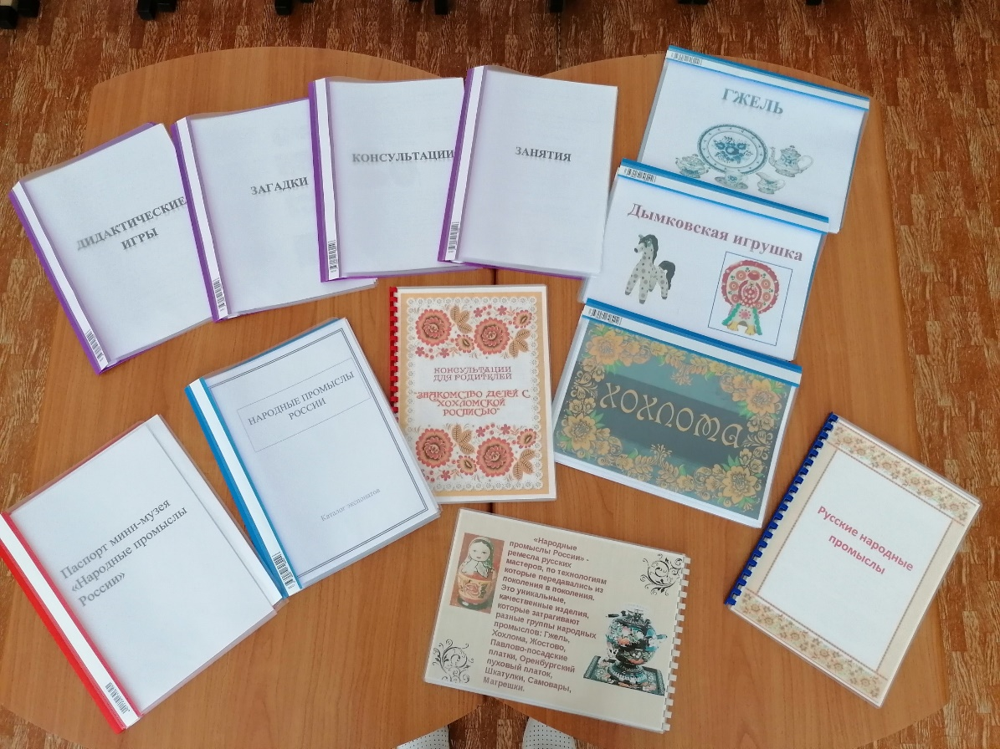 ДИДАКТИЧЕСКИЕ
ИГРЫ
ЗАГАДКИ
КОНСУЛЬТАЦИИ
ЗАНЯТИЯ
ГЖЕЛЬ
Дымковская игрушка
ХОХЛОМА
КОНСУЛЬТАЦИИ
ДЛЯ РОДИТЕЛЕЙ
"ЗНАКОМСТВО ДЕТЕЙ С
ХОХЛОМСКОЙ
РОСПИСЬЮ"
НАРОДНЫЕ ПРОМЫСЛЫ
РОССИИ
Каталог экспонатов
Паспорт мини-музея
«Народные промыслы
России»
«Народные
промыслы России» -
ремесла русских
мастеров, по технологиям
которые передавались из
поколения в поколения.
Это уникальные,
качественные изделия,
которые затрагивают
разные группы народных
промыслов: Гжель,
Хохлома, Жостово,
Павлово-посадские
платки, Оренбургский
пуховый платок,
Шкатулки, Самовары,
Матрешки.
Русские народные
промыслы